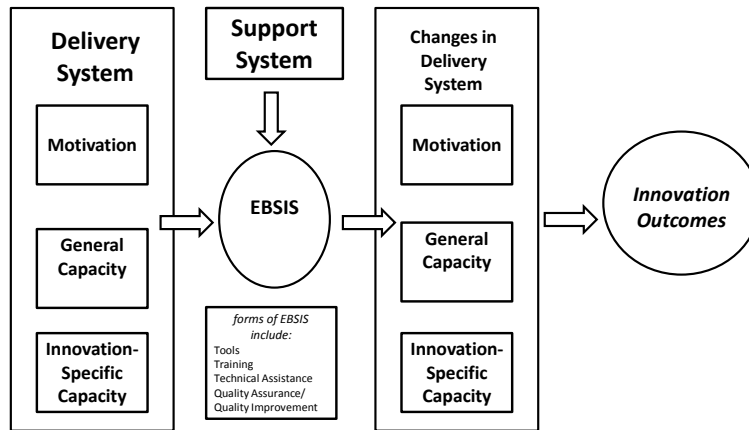 Delivery
System
Motivation
General
Capacity
Innovation-
Specific
Capacity
Support
System
EBSIS
forms of EBSIS
include:
Tools
Training
Technical Assistance
Quality Assurance/
Quality Improvement
Changes in
Delivery
System
Motivation
General
Capacity
Innovation-
Specific
Capacity
Innovation
Outcomes